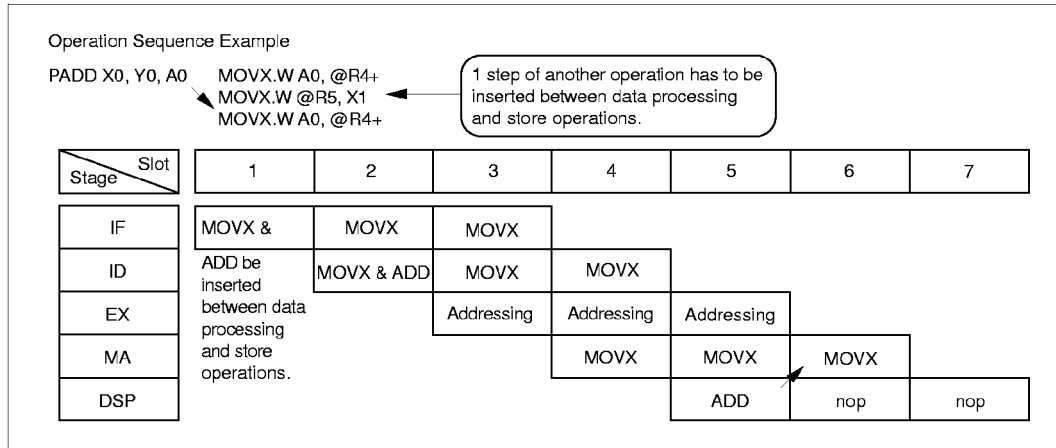 Operation Sequence Example
PADD X0, Y0, A0 MOVX.W A0, @R4+
MOVX.W @R5, X1
MOVX.W A0, @R4+
1 step of another operation has to be
inserted between data processing
and store operations.
Slot
Stage
1 2 3 4 5 6 7
IF MOVX & MOVX MOVX
ID MOVX & ADD MOVX MOVX
ADD be
inserted
between data
processing
and store
operations.
EX Addressing Addressing Addressing
MA MOVX MOVX MOVX
DSP ADD nop nop